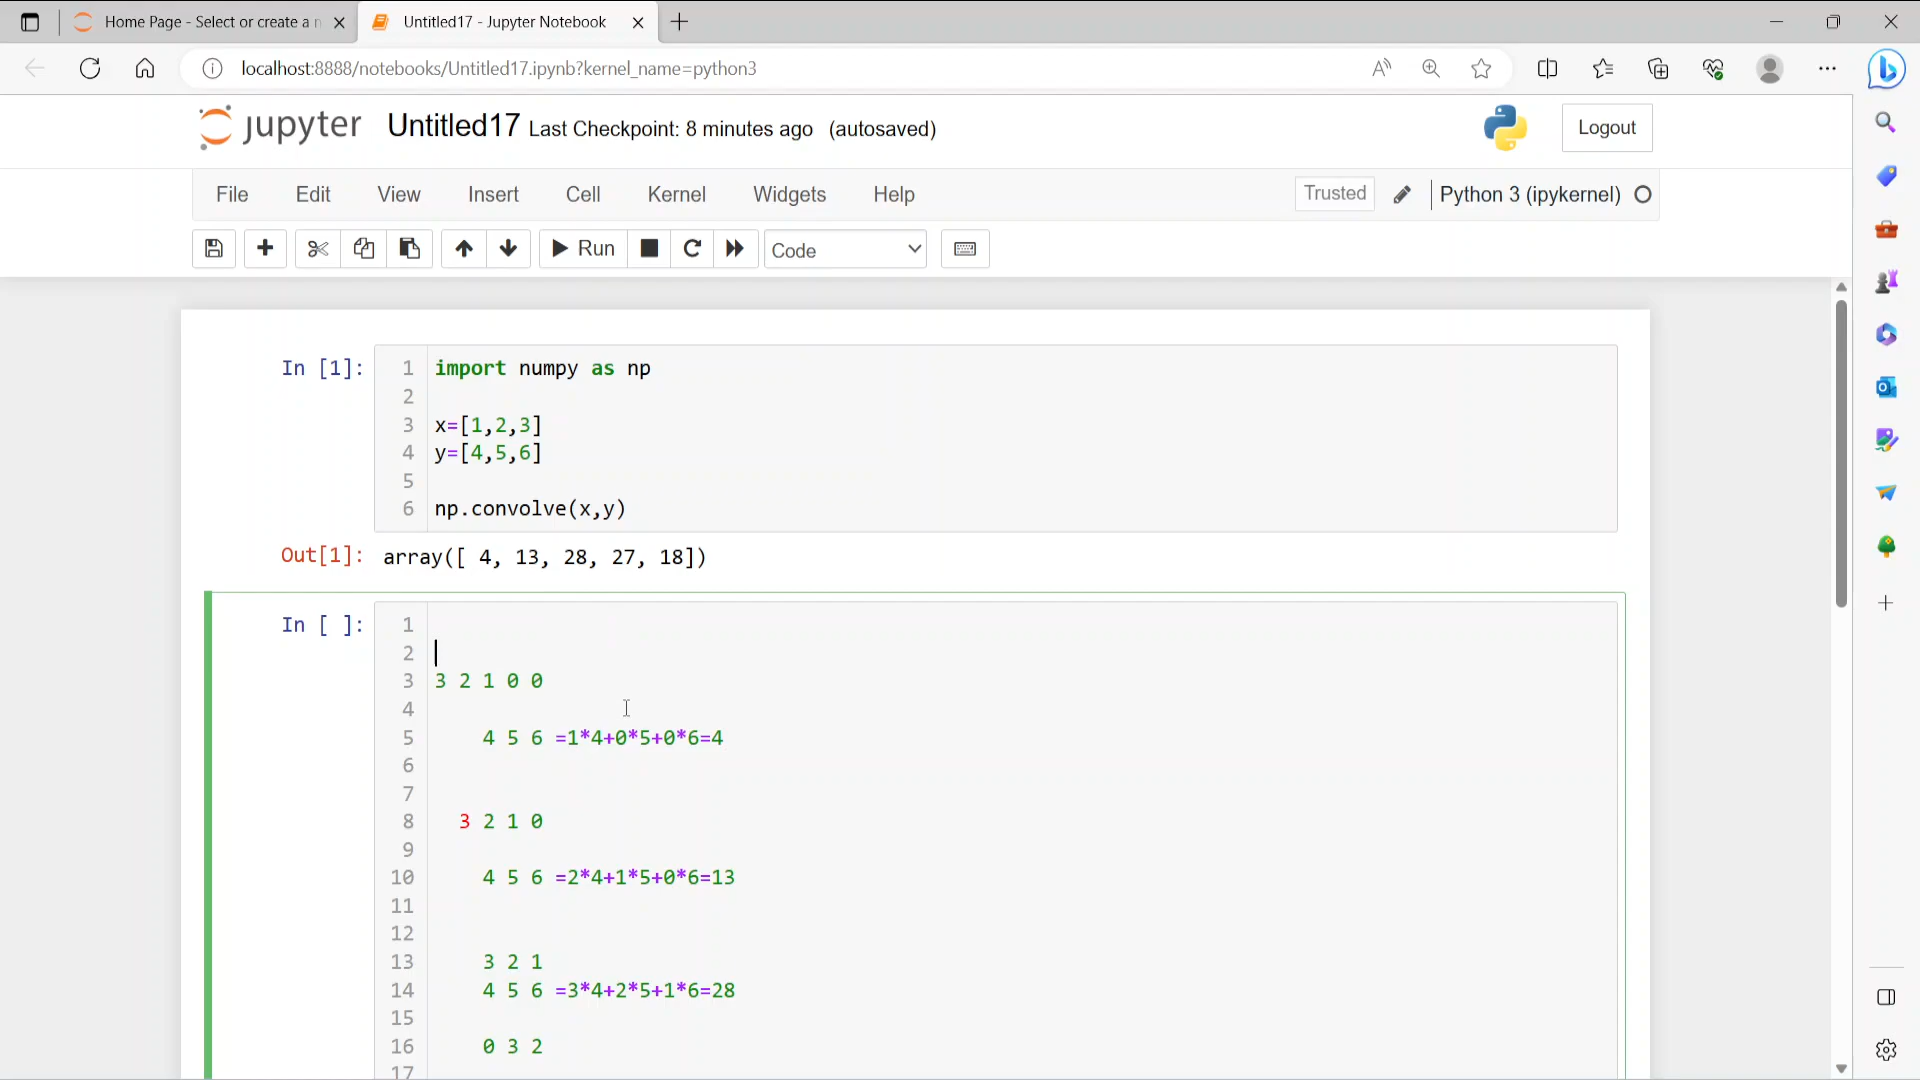 Home Page - Select or create a n
Untitled17 - Jupyter Notebook
localhost:8888/notebooks/Untitled17.ipynb?kernel_name=python3
jupyter Untitled17 Last Checkpoint: 8 minutes ago (autosaved)
Logout
File Edit View Insert Cell Kernel Widgets Help
Trusted
Python 3 (ipykernel)
Run
Code
In [1]:
1 import numpy as np
2
3 x=[1,2,3]
4 y=[4,5,6]
5
6 np.convolve(x,y)
Out[1]: array([ 4, 13, 28, 27, 18])
In [ ]:
1
2
3 3 2 1 0 0
4
5 4 5 6 =1*4+0*5+0*6=4
6
7
8 3 2 1 0
9
10 4 5 6 =2*4+1*5+0*6=13
11
12
13 3 2 1
14 4 5 6 =3*4+2*5+1*6=28
15
16 0 3 2
17